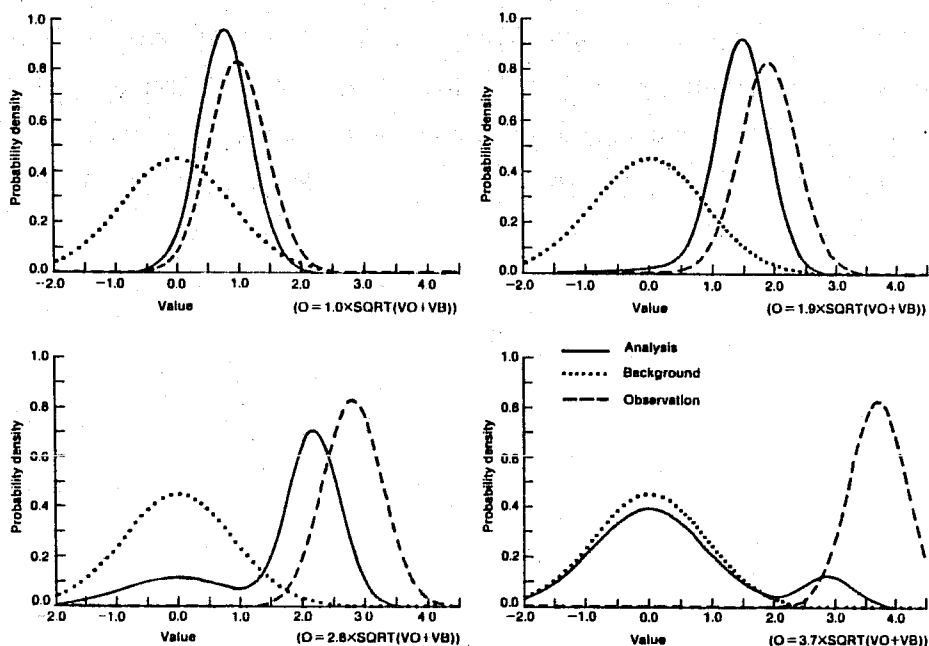 1.0
0.8
0.6
0.4
0.2
0.0
Probability density
-2.0 -1.0 0.0 1.0 2.0 3.0 4.0
Value (O=1.0×SQRT(VO+VB))
1.0
0.8
0.6
0.4
0.2
0.0
Probability density
-2.0 -1.0 0.0 1.0 2.0 3.0 4.0
Value (O=1.9×SQRT(VO+VB))
1.0
0.8
0.6
0.4
0.2
0.0
Probability density
-2.0 -1.0 0.0 1.0 2.0 3.0 4.0
Value (O=2.8×SQRT(VO+VB))
Analysis
Background
Observation
1.0
0.8
0.6
0.4
0.2
0.0
Probability density
-2.0 -1.0 0.0 1.0 2.0 3.0 4.0
Value (O=3.7×SQRT(VO+VB))